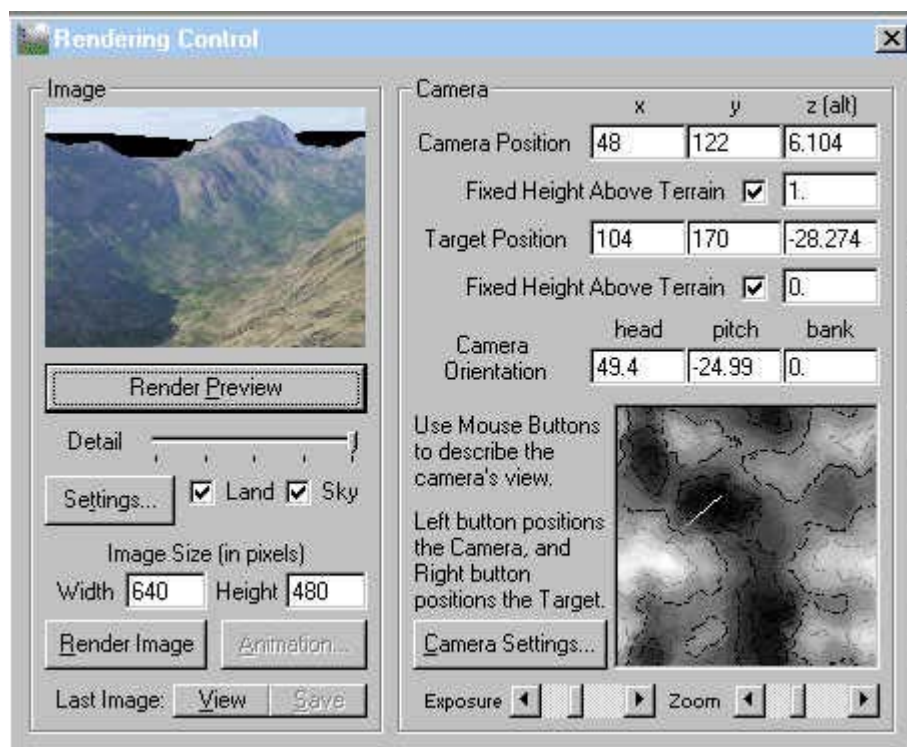 Rendering Control
Image
Render Preview
Detail
Settings... Land Sky
Image Size (in pixels)
Width 640 Height 480
Render Image Animation...
Last Image: View Save
Camera
x y z (alt)
Camera Position 48 122 6.104
Fixed Height Above Terrain 1.
Target Position 104 170 -28.274
Fixed Height Above Terrain 0.
head pitch bank
Camera
Orientation 49.4 -24.99 0.
Use Mouse Buttons
to describe the
camera's view.
Left button positions
the Camera, and
Right button
positions the Target.
Camera Settings...
Exposure Zoom